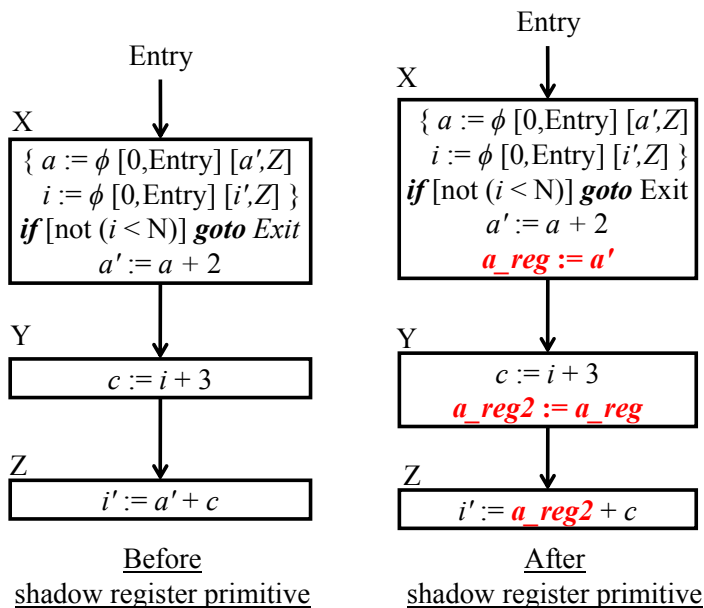 Entry
X
{ a := ϕ [0,Entry] [a′,Z]
i := ϕ [0,Entry] [i′,Z] }
if [not (i < N)] goto Exit
a′ := a + 2
Y
c := i + 3
Z
i′ := a′ + c
Before
shadow register primitive
Entry
X
{ a := ϕ [0,Entry] [a′,Z]
i := ϕ [0,Entry] [i′,Z] }
if [not (i < N)] goto Exit
a′ := a + 2
a_reg := a′
Y
c := i + 3
a_reg2 := a_reg
Z
i′ := a_reg2 + c
After
shadow register primitive